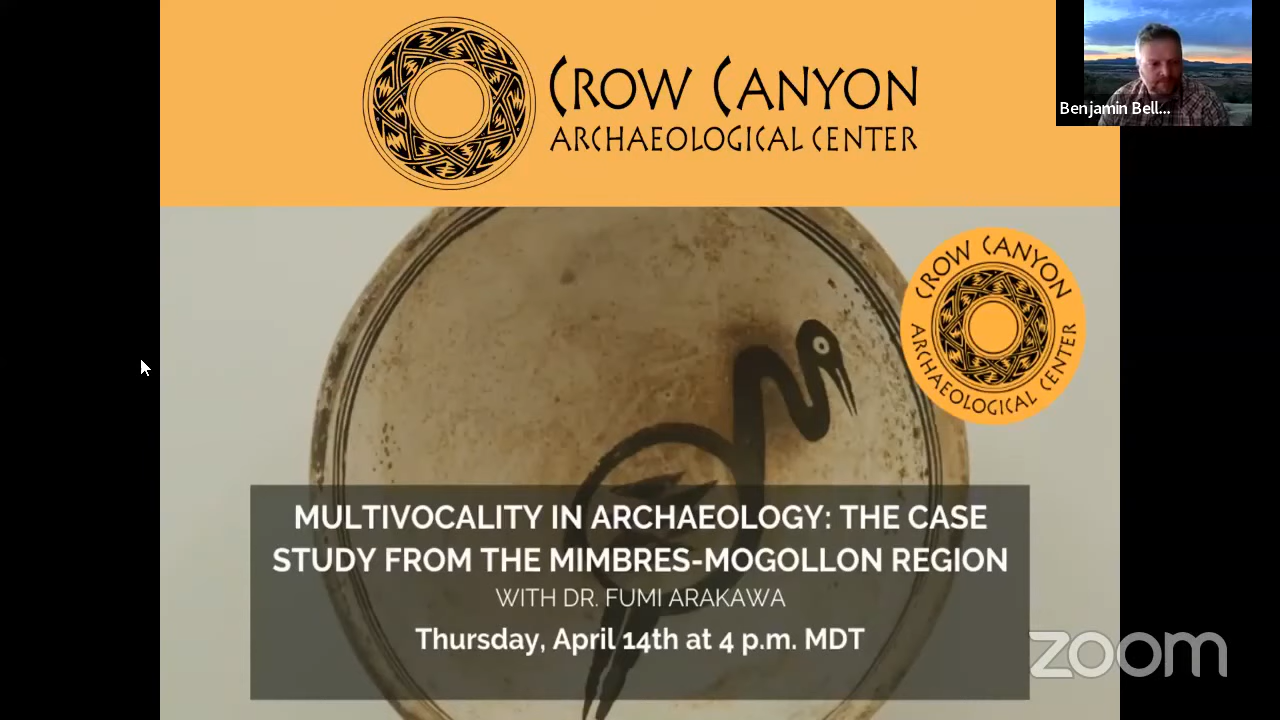 CROW CANYON
ARCHAEOLOGICAL CENTER
Benjamin Bell...
CROW CANYON
ARCHAEOLOGICAL CENTER
MULTIVOCALITY IN ARCHAEOLOGY: THE CASE
STUDY FROM THE MIMBRES-MOGOLLON REGION
WITH DR. FUMI ARAKAWA
Thursday, April 14th at 4 p.m. MDT
zoom